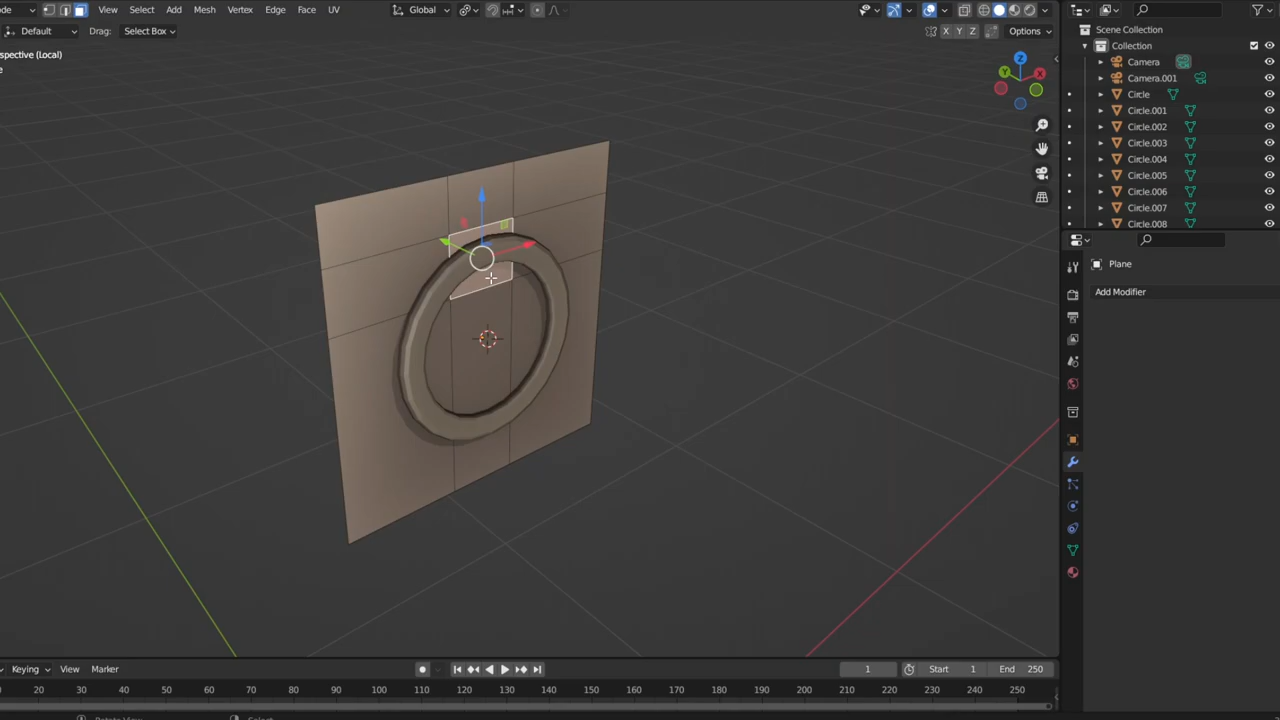 de View Select Add Mesh Vertex Edge Face UV Global
Default Drag: Select Box X Y Z Options
spective (Local)
e
Z
Y
X
Scene Collection
Collection
Camera
Camera.001
Circle
Circle.001
Circle.002
Circle.003
Circle.004
Circle.005
Circle.006
Circle.007
Circle.008
Plane
Add Modifier
Keying View Marker 1 Start 1 End 250
20 30 40 50 60 70 80 90 100 110 120 130 140 150 160 170 180 190 200 210 220 230 240 250